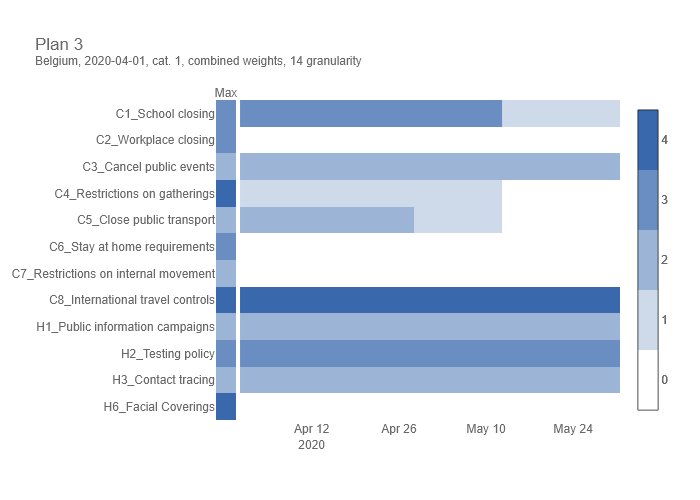 Plan 3
Belgium, 2020-04-01, cat. 1, combined weights, 14 granularity
Max
C1_School closing
C2_Workplace closing
C3_Cancel public events
C4_Restrictions on gatherings
C5_Close public transport
C6_Stay at home requirements
C7_Restrictions on internal movement
C8_International travel controls
H1_Public information campaigns
H2_Testing policy
H3_Contact tracing
H6_Facial Coverings
Apr 12 Apr 26 May 10 May 24
2020
4
3
2
1
0